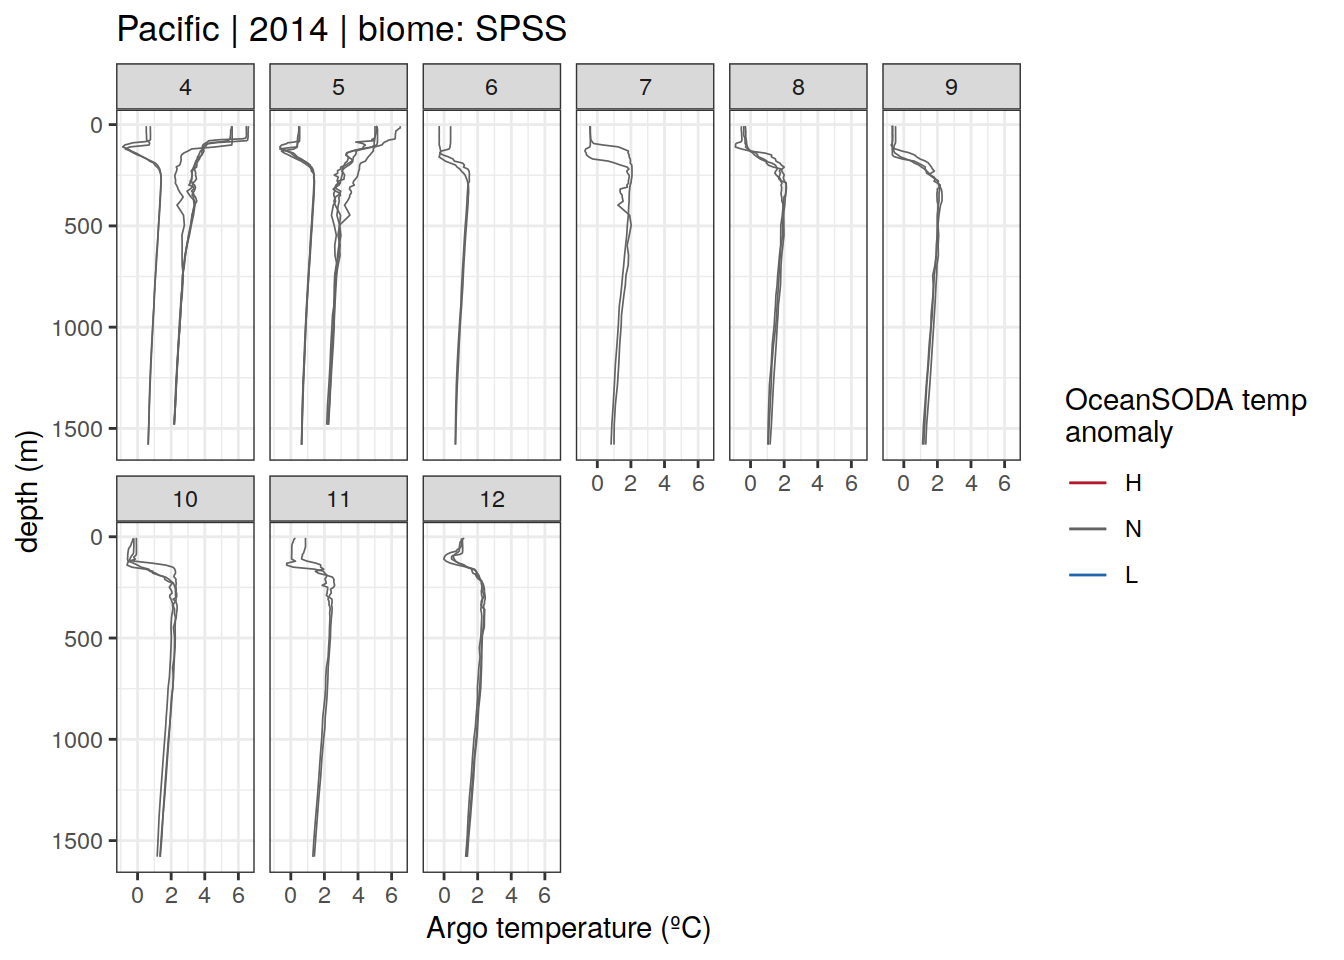 Pacific | 2014 | biome: SPSS
4 5 6 7 8 9
0
500
1000
1500
0 2 4 6 0 2 4 6 0 2 4 6
10 11 12
0
500
1000
1500
0 2 4 6 0 2 4 6 0 2 4 6
depth (m)
Argo temperature (ºC)
OceanSODA temp
anomaly
H
N
L